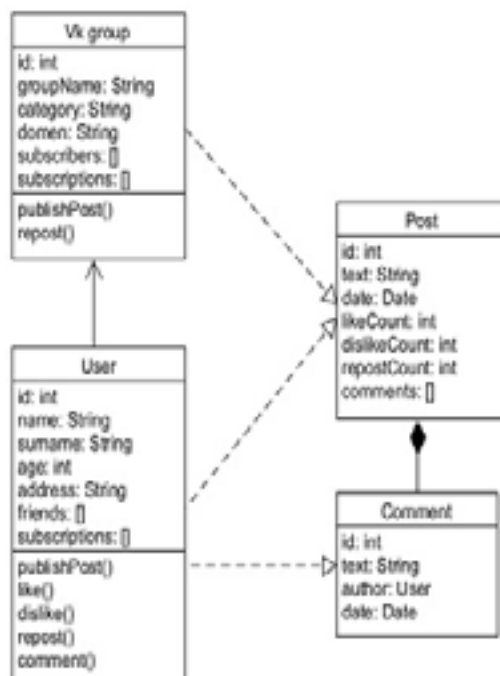 Vk group
id: int
groupName: String
category: String
domen: String
subscribers: []
subscriptions: []
publishPost()
repost()
User
id: int
name: String
surname: String
age: int
address: String
friends: []
subscriptions: []
publishPost()
like()
dislike()
repost()
comment()
Post
id: int
text: String
date: Date
likeCount: int
dislikeCount: int
repostCount: int
comments: []
Comment
id: int
text: String
author: User
date: Date